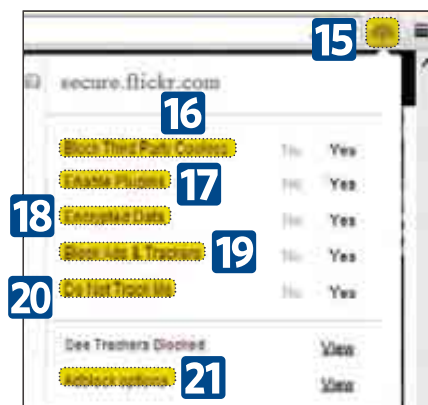 15
secure.flickr.com
16
Block Third Party Cookies No Yes
Enable Plugins 17 No Yes
18 Encrypted Data No Yes
Block Ads & Trackers 19 No Yes
20 Do Not Track Me No Yes
See Trackers Blocked View
Adblock options 21 View